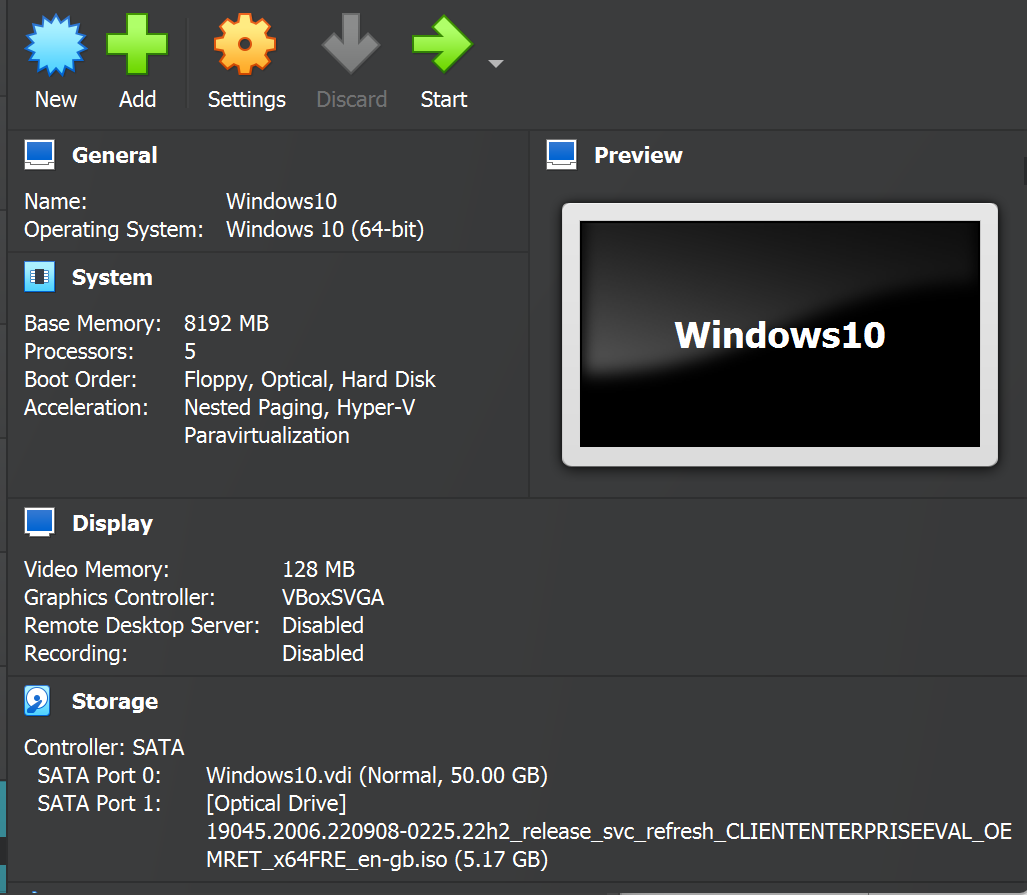 New Add Settings Discard Start
General
Name: Windows10
Operating System: Windows 10 (64-bit)
Preview
Windows10
System
Base Memory: 8192 MB
Processors: 5
Boot Order: Floppy, Optical, Hard Disk
Acceleration: Nested Paging, Hyper-V
Paravirtualization
Display
Video Memory: 128 MB
Graphics Controller: VBoxSVGA
Remote Desktop Server: Disabled
Recording: Disabled
Storage
Controller: SATA
SATA Port 0: Windows10.vdi (Normal, 50.00 GB)
SATA Port 1: [Optical Drive]
19045.2006.220908-0225.22h2_release_svc_refresh_CLIENTENTERPRISEEVAL_OE
MRET_x64FRE_en-gb.iso (5.17 GB)